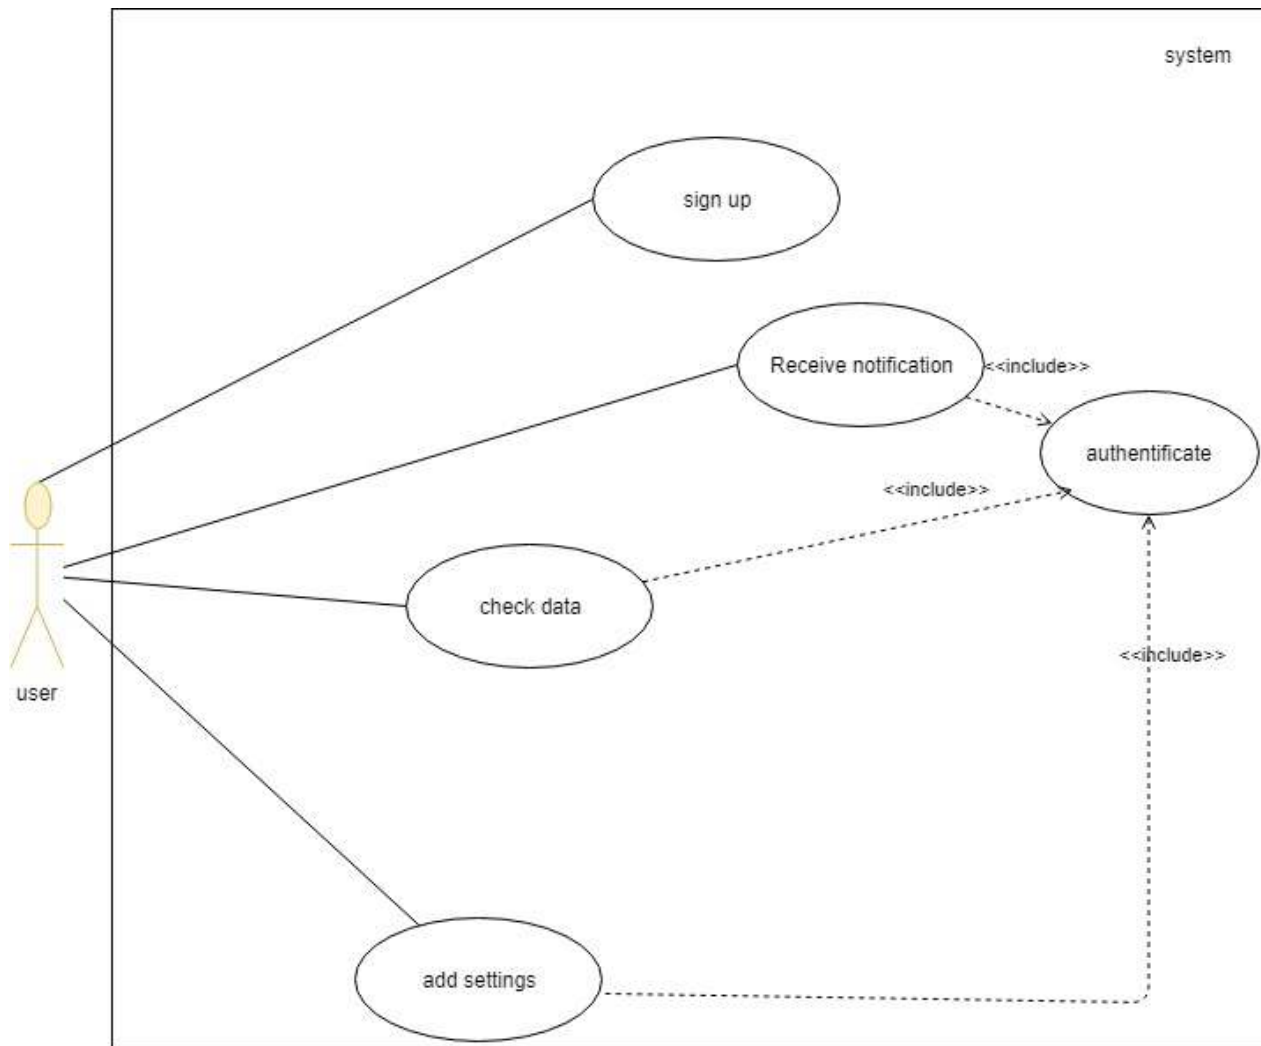 system
sign up
Receive notification
<<include>>
authentificate
<<include>>
check data
<<include>>
user
add settings